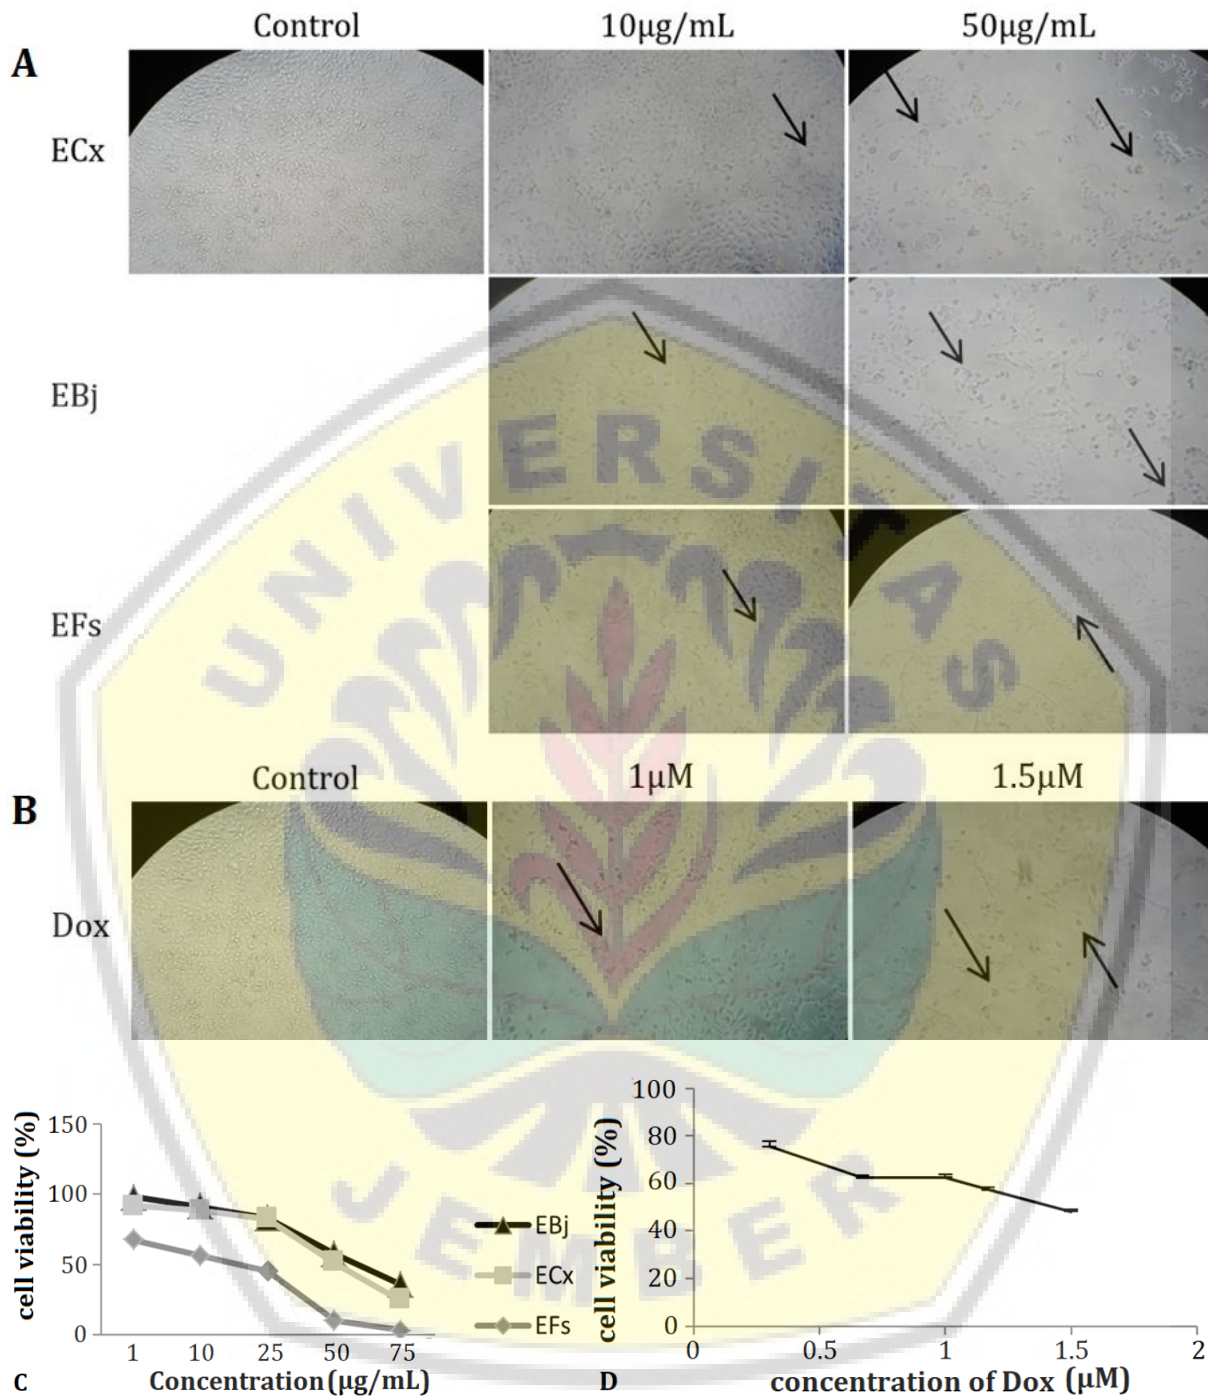 Control 10µg/mL 50µg/mL
A
ECx
EBj
EFs
UNIVERSITAS
Control 1µM 1.5µM
B
Dox
JEMBER
cell viability (%)
150
100
50
0
1 10 25 50 75
Concentration (µg/mL)
EBj
ECx
EFs
C
cell viability (%)
100
80
60
40
20
0
0 0.5 1 1.5 2
concentration of Dox (µM)
D